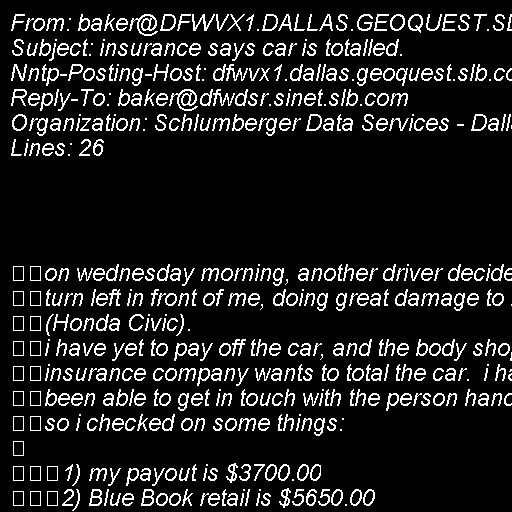 From: baker@DFWVX1.DALLAS.GEOQUEST.SL
Subject: insurance says car is totalled.
Nntp-Posting-Host: dfwvx1.dallas.geoquest.slb.co
Reply-To: baker@dfwdsr.sinet.slb.com
Organization: Schlumberger Data Services - Dall
Lines: 26
on wednesday morning, another driver decide
turn left in front of me, doing great damage to
(Honda Civic).
i have yet to pay off the car, and the body shop
insurance company wants to total the car.  i ha
been able to get in touch with the person hand
so i checked on some things:
1) my payout is $3700.00
2) Blue Book retail is $5650.00